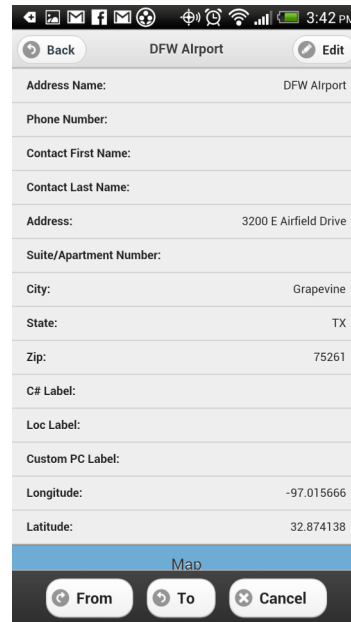 3:42 PM
Back DFW AIrport Edit
Address Name: DFW AIrport
Phone Number:
Contact First Name:
Contact Last Name:
Address: 3200 E Airfield Drive
Suite/Apartment Number:
City: Grapevine
State: TX
Zip: 75261
C# Label:
Loc Label:
Custom PC Label:
Longitude: -97.015666
Latitude: 32.874138
Map
From To Cancel